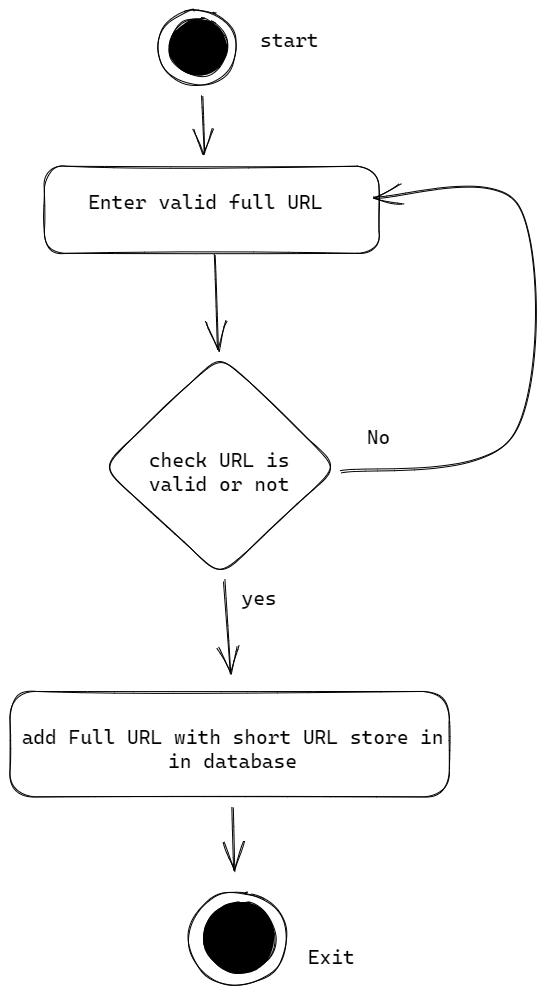 start
Enter valid full URL
No
check URL is
valid or not
yes
add Full URL with short URL store in
in database
Exit